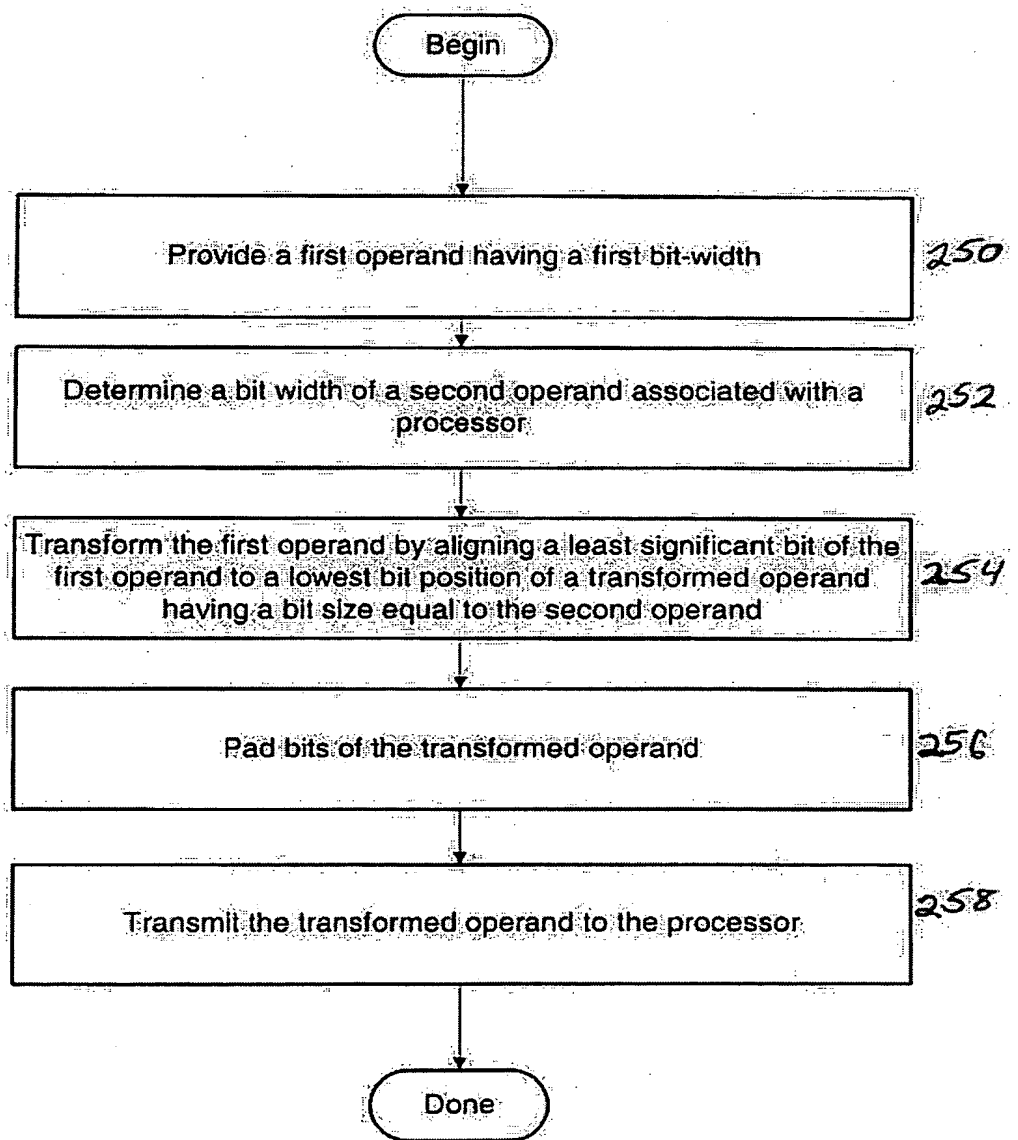 Begin
Provide a first operand having a first bit-width
250
Determine a bit width of a second operand associated with a
processor
252
Transform the first operand by aligning a least significant bit of the
first operand to a lowest bit position of a transformed operand
having a bit size equal to the second operand
254
Pad bits of the transformed operand
256
Transmit the transformed operand to the processor
258
Done